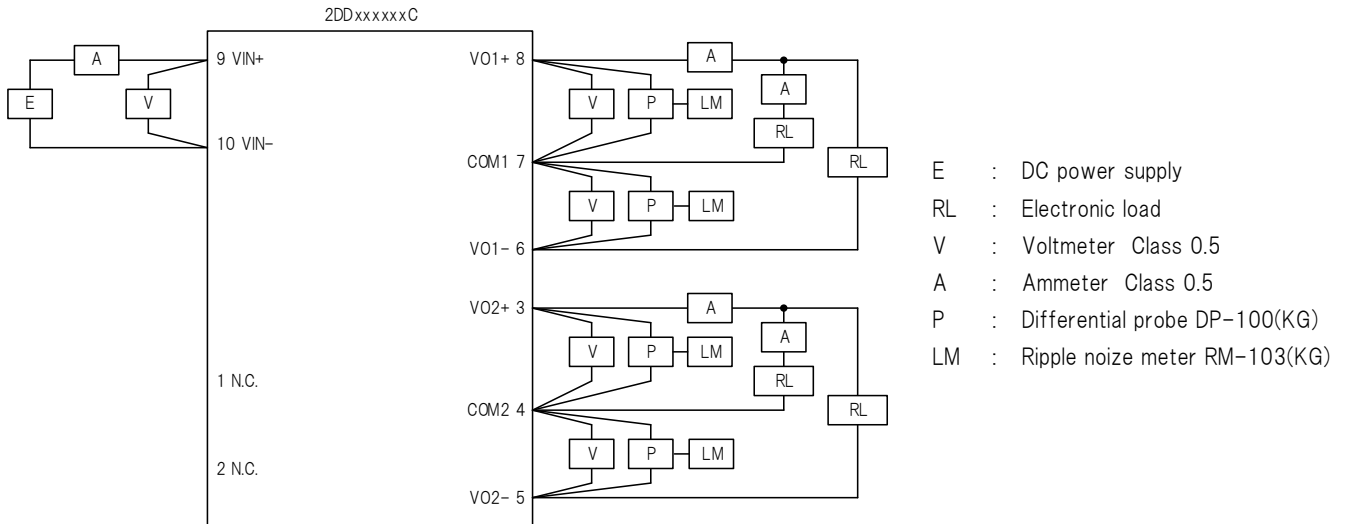 2DDxxxxxxC
A
E
V
9 VIN+
10 VIN-
1 N.C.
2 N.C.
VO1+ 8
COM1 7
VO1- 6
VO2+ 3
COM2 4
VO2- 5
A
A
V
P
LM
RL
RL
V
P
LM
A
A
V
P
LM
RL
RL
V
P
LM
E : DC power supply
RL : Electronic load
V : Voltmeter Class 0.5
A : Ammeter Class 0.5
P : Differential probe DP-100(KG)
LM : Ripple noize meter RM-103(KG)